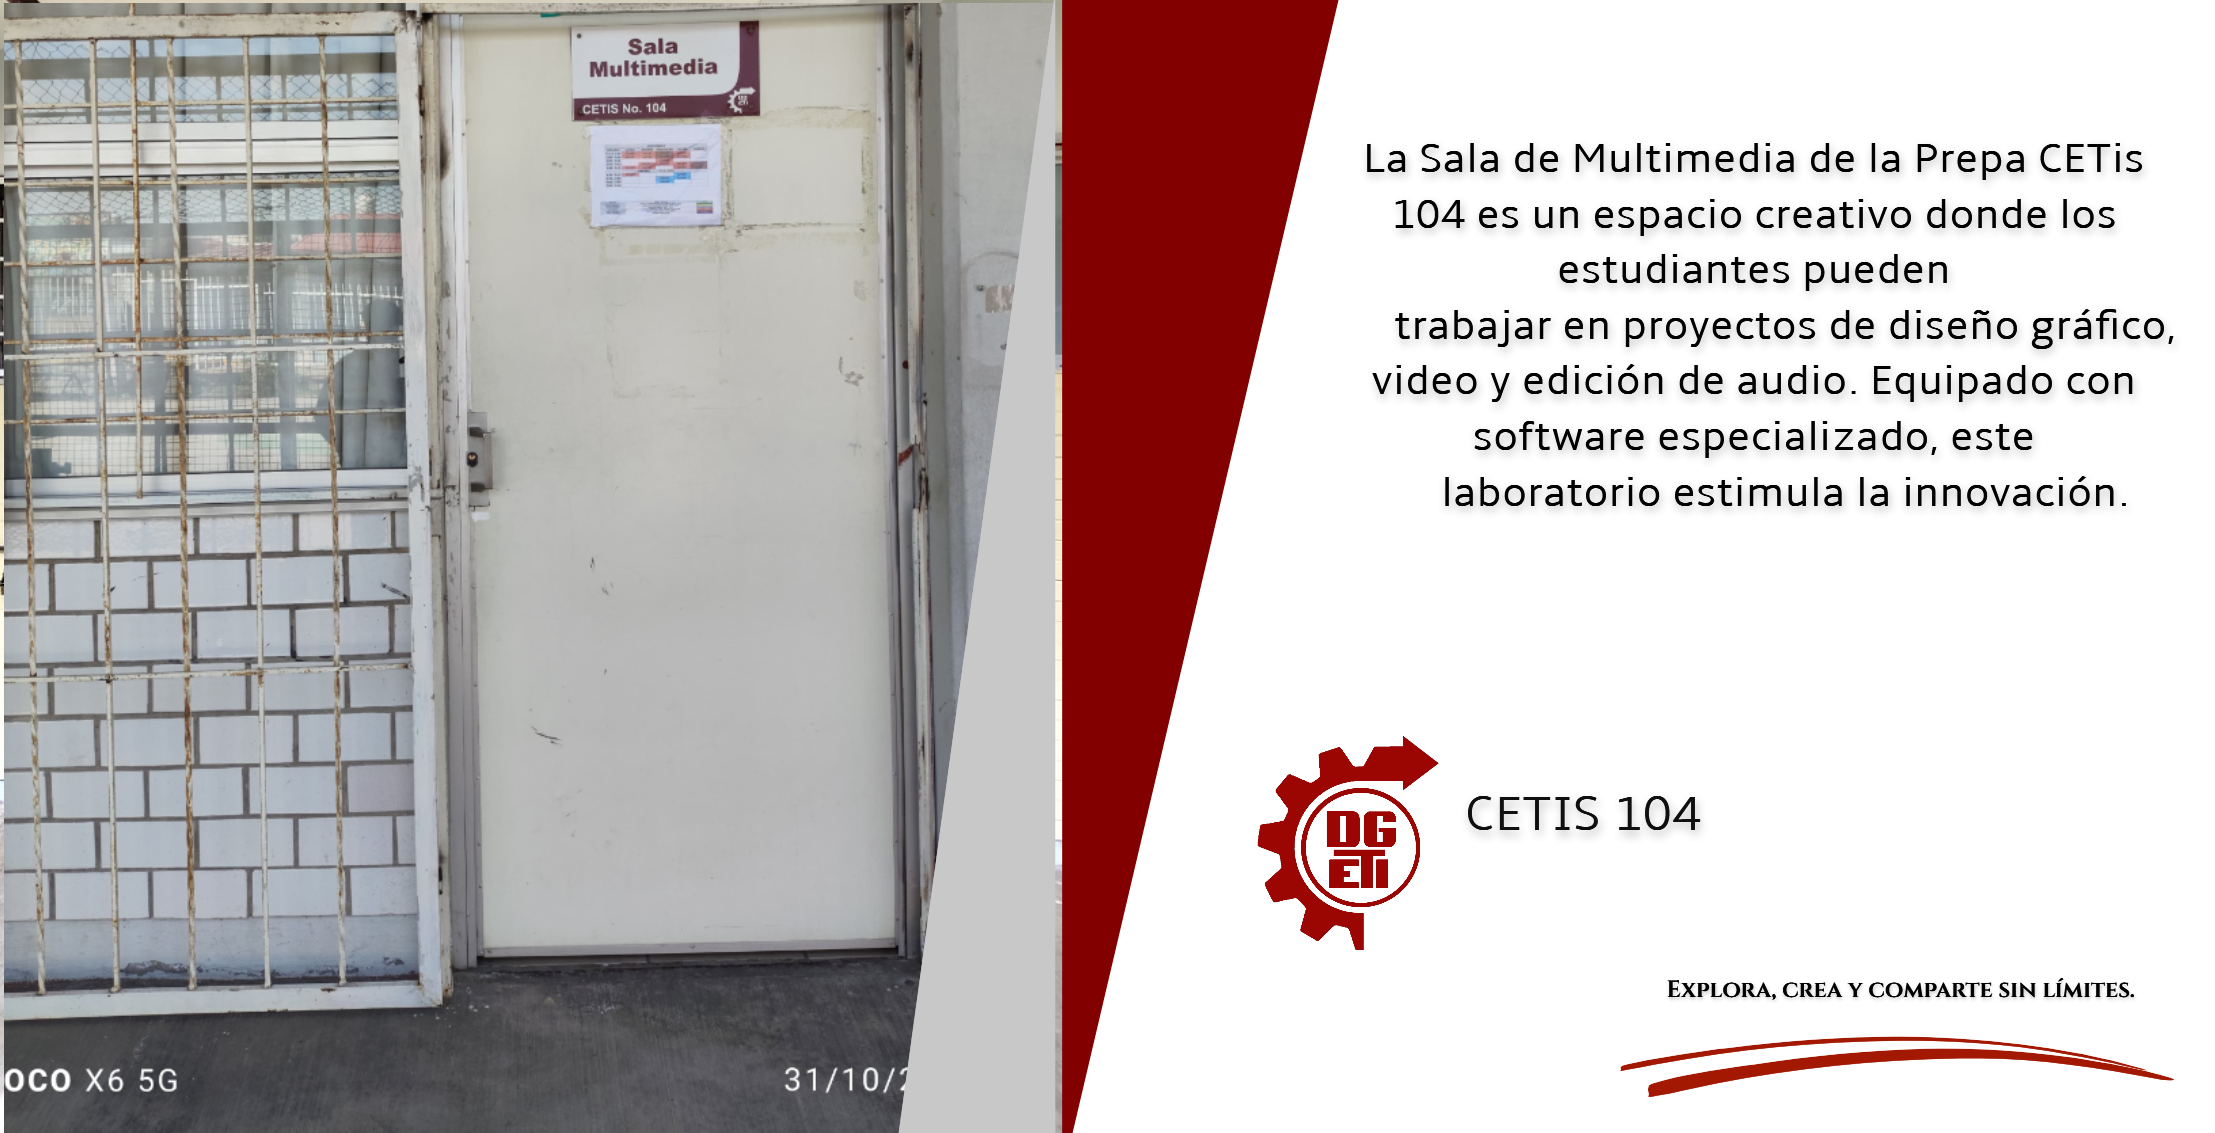 Sala
Multimedia
CETIS No. 104
La Sala de Multimedia de la Prepa CETis
104 es un espacio creativo donde los
estudiantes pueden
trabajar en proyectos de diseño gráfico,
video y edición de audio. Equipado con
software especializado, este
laboratorio estimula la innovación.
DG
ETI
CETIS 104
Explora, crea y comparte sin límites.
OCO X6 5G
31/10/2